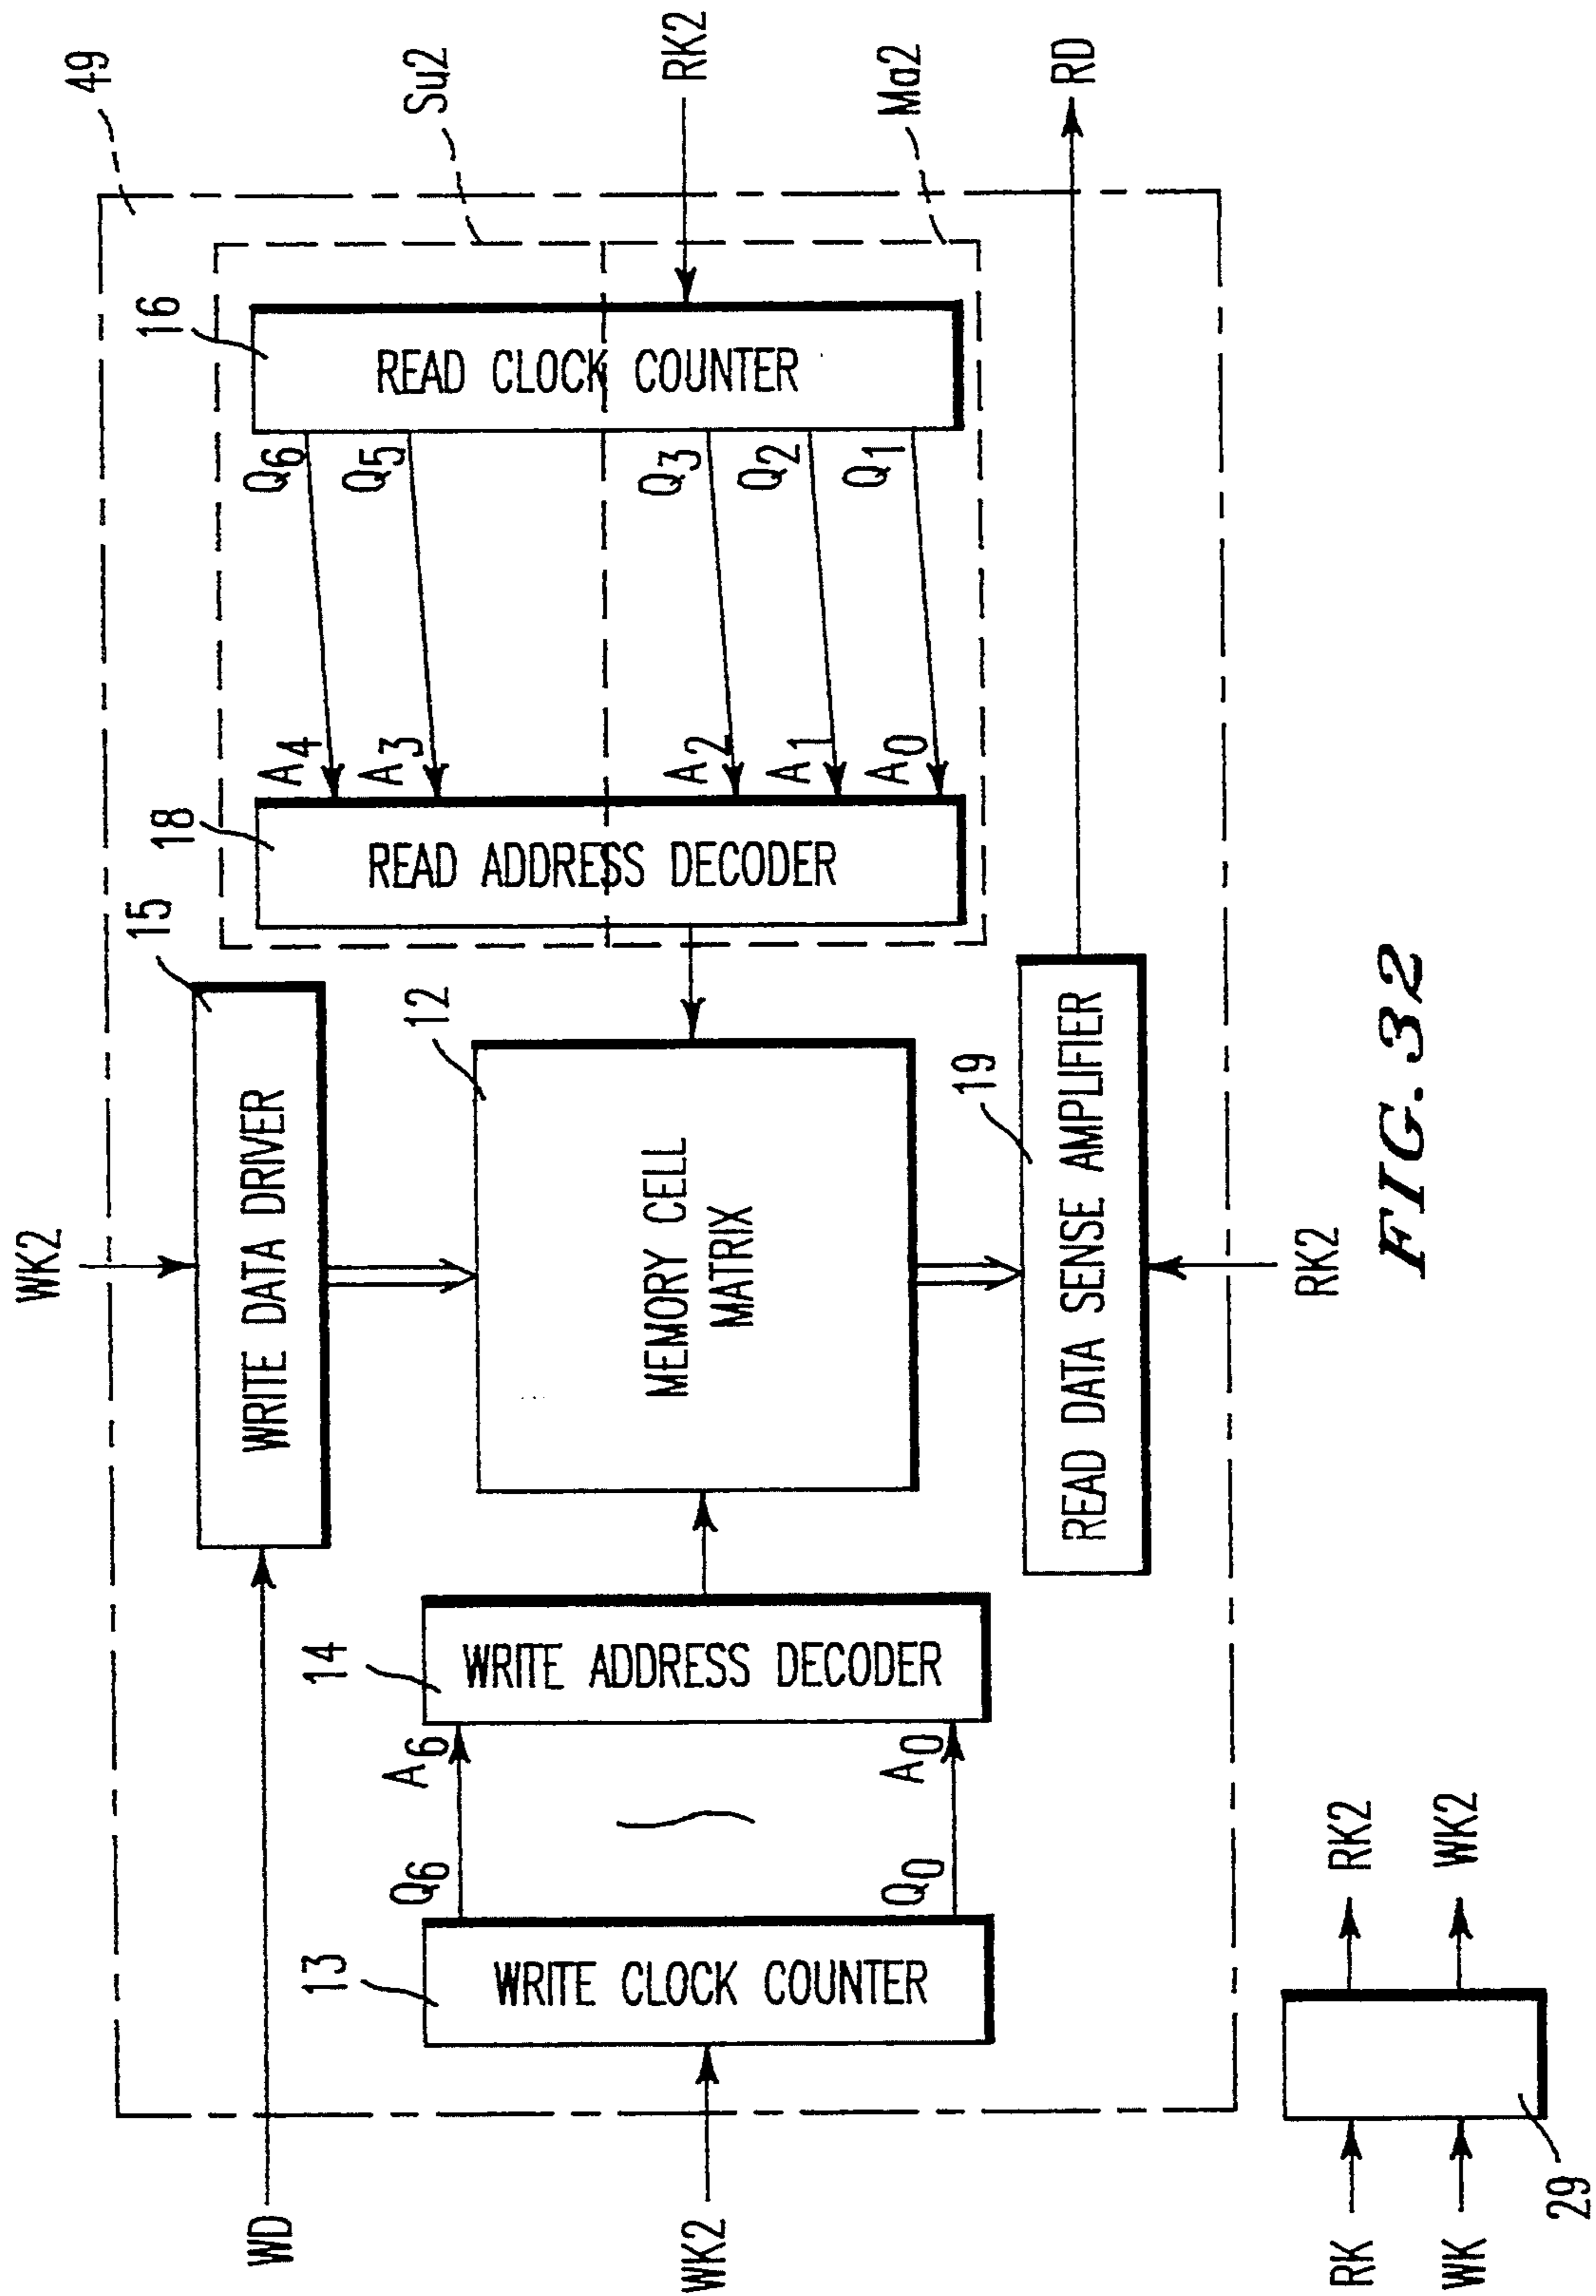 49
Su2
RK2
Ma2
RD
16
READ CLOCK COUNTER
Q6
Q5
Q3
Q2
Q1
A4
A3
A2
A1
A0
18
READ ADDRESS DECODER
15
WRITE DATA DRIVER
WK2
12
MEMORY CELL
MATRIX
19
READ DATA SENSE AMPLIFIER
RK2
14
WRITE ADDRESS DECODER
A6
A0
Q6
Q0
13
WRITE CLOCK COUNTER
WD
WK2
RK
WK
29
RK2
WK2
FIG. 32